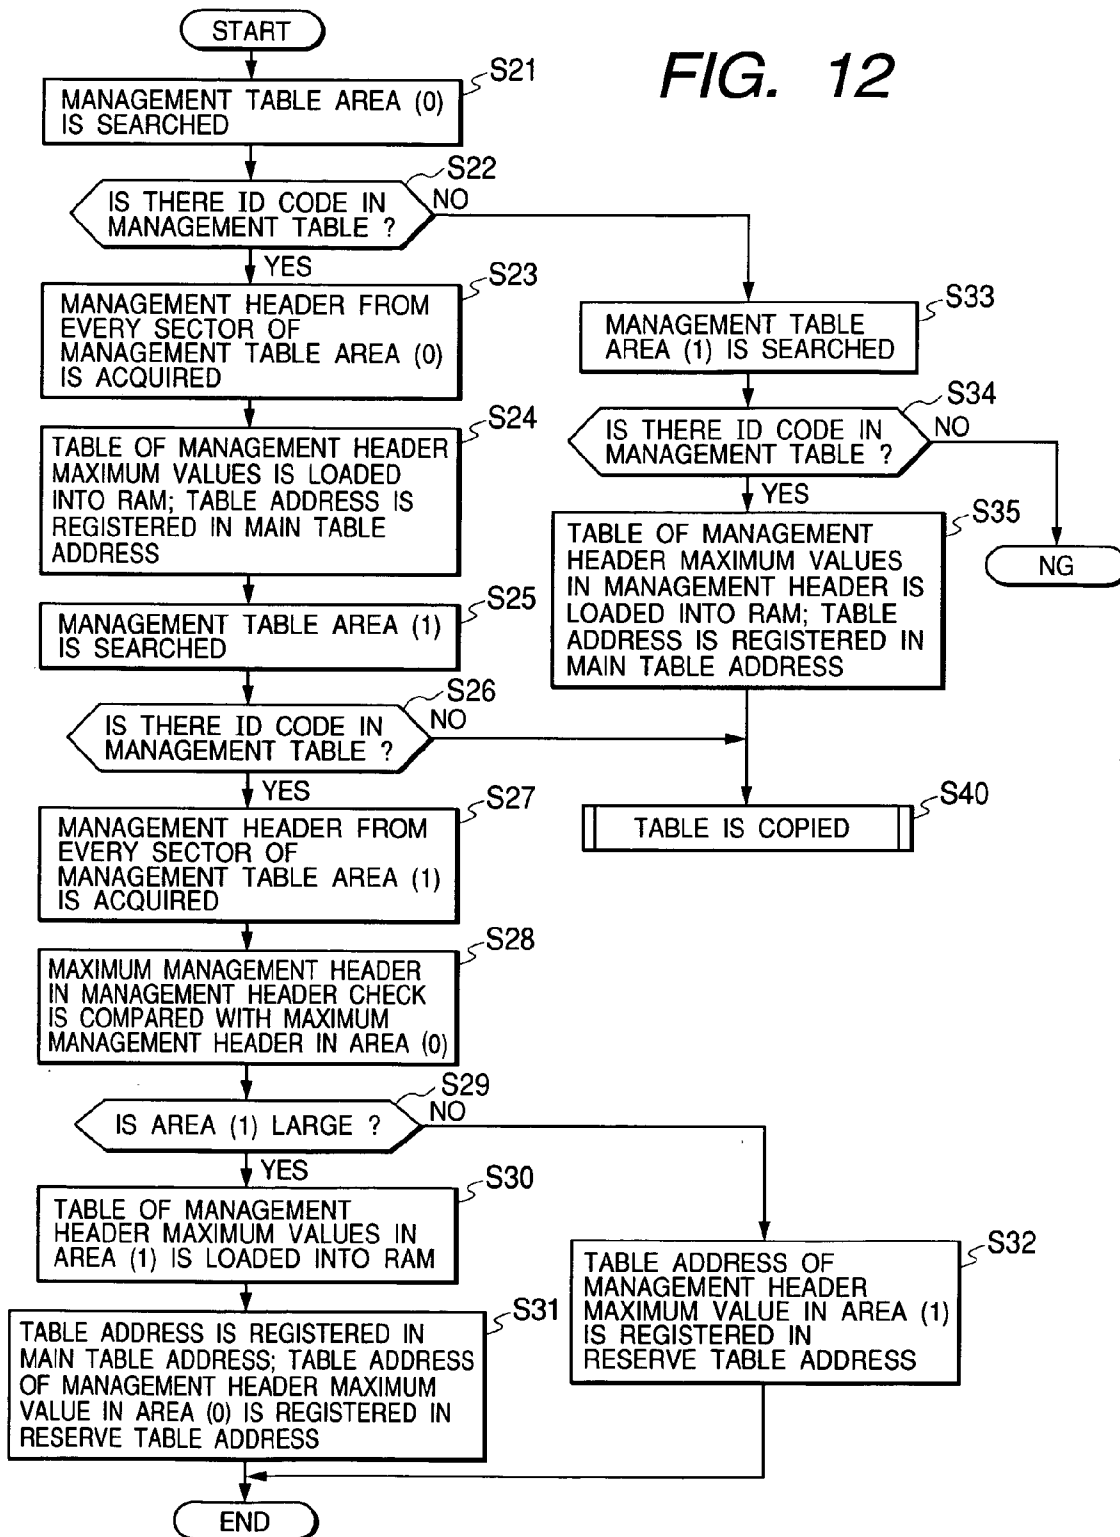 FIG. 12
START
S21
MANAGEMENT TABLE AREA (0)
IS SEARCHED
S22
IS THERE ID CODE IN
MANAGEMENT TABLE ?
NO
YES
S23
MANAGEMENT HEADER FROM
EVERY SECTOR OF
MANAGEMENT TABLE AREA (0)
IS ACQUIRED
S24
TABLE OF MANAGEMENT HEADER
MAXIMUM VALUES IS LOADED
INTO RAM; TABLE ADDRESS IS
REGISTERED IN MAIN TABLE
ADDRESS
S25
MANAGEMENT TABLE AREA (1)
IS SEARCHED
S26
IS THERE ID CODE IN
MANAGEMENT TABLE ?
NO
YES
S27
MANAGEMENT HEADER FROM
EVERY SECTOR OF
MANAGEMENT TABLE AREA (1)
IS ACQUIRED
S28
MAXIMUM MANAGEMENT HEADER
IN MANAGEMENT HEADER CHECK
IS COMPARED WITH MAXIMUM
MANAGEMENT HEADER IN AREA (0)
S29
IS AREA (1) LARGE ?
NO
YES
S30
TABLE OF MANAGEMENT
HEADER MAXIMUM VALUES IN
AREA (1) IS LOADED INTO RAM
S31
TABLE ADDRESS IS REGISTERED IN
MAIN TABLE ADDRESS; TABLE ADDRESS
OF MANAGEMENT HEADER MAXIMUM
VALUE IN AREA (0) IS REGISTERED IN
RESERVE TABLE ADDRESS
END
S33
MANAGEMENT TABLE
AREA (1) IS SEARCHED
S34
IS THERE ID CODE IN
MANAGEMENT TABLE ?
NO
YES
NG
S35
TABLE OF MANAGEMENT
HEADER MAXIMUM VALUES
IN MANAGEMENT HEADER IS
LOADED INTO RAM; TABLE
ADDRESS IS REGISTERED IN
MAIN TABLE ADDRESS
S40
TABLE IS COPIED
S32
TABLE ADDRESS OF
MANAGEMENT HEADER
MAXIMUM VALUE IN AREA (1)
IS REGISTERED IN
RESERVE TABLE ADDRESS